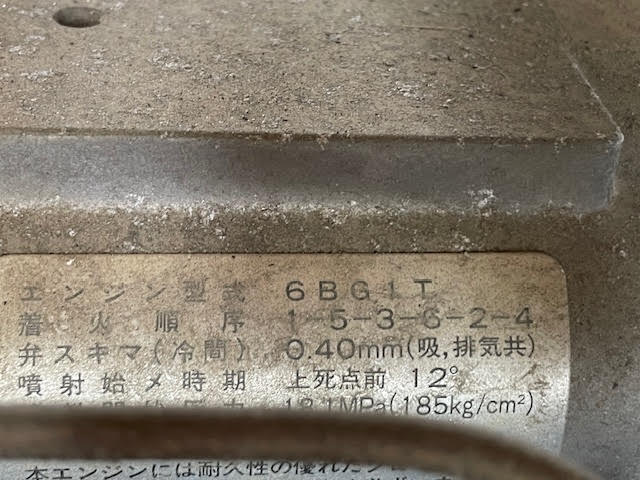 エンジン型式 6BG1T
着火順序 1-5-3-6-2-4
弁スキマ(冷間) 0.40mm(吸,排気共)
噴射始メ時期 上死点前 12°
18.1MPa(185kg/cm²)
本エンジンには耐久性の優れた